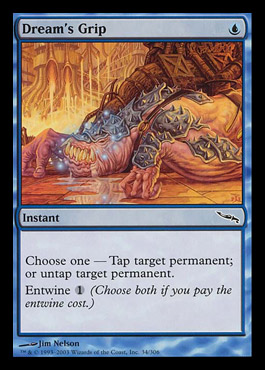 Dream's Grip
Instant
Choose one — Tap target permanent;
or untap target permanent.
Entwine 1 (Choose both if you pay the
entwine cost.)
Jim Nelson
™ & © 1993–2003 Wizards of the Coast, Inc. 34/306